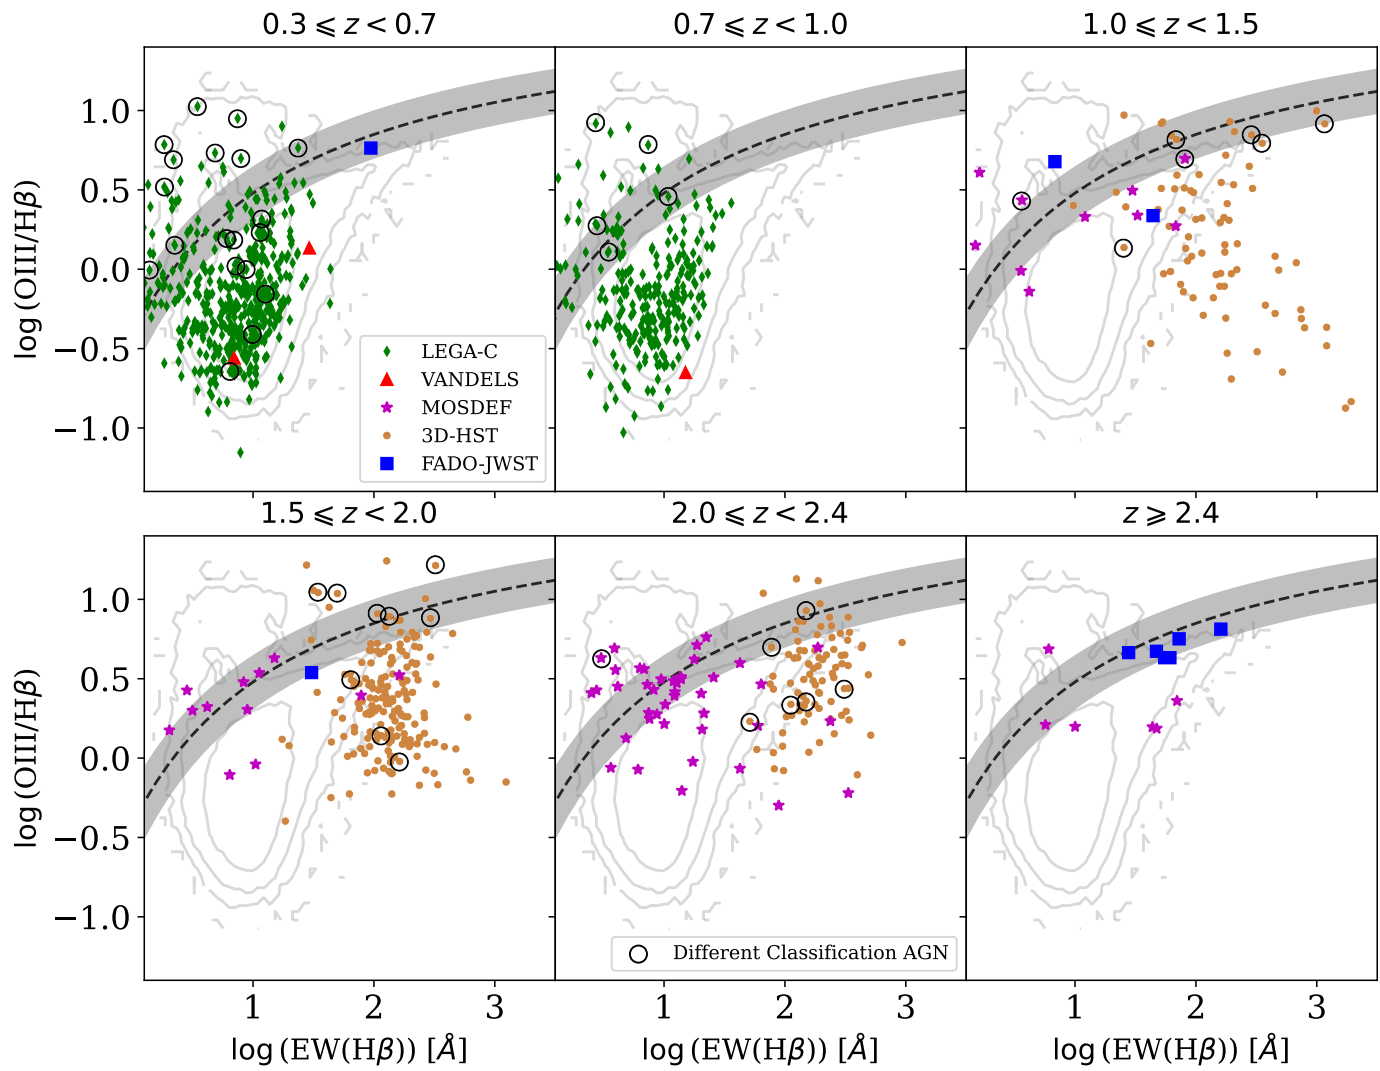 0.3 ⩽ z < 0.7
0.7 ⩽ z < 1.0
1.0 ⩽ z < 1.5
1.0
0.5
0.0
−0.5
−1.0
log (OIII/Hβ)
LEGA-C
VANDELS
MOSDEF
3D-HST
FADO-JWST
1.5 ⩽ z < 2.0
2.0 ⩽ z < 2.4
z ⩾ 2.4
1.0
0.5
0.0
−0.5
−1.0
log (OIII/Hβ)
Different Classification AGN
1 2 3
1 2 3
1 2 3
log (EW(Hβ)) [Å]
log (EW(Hβ)) [Å]
log (EW(Hβ)) [Å]